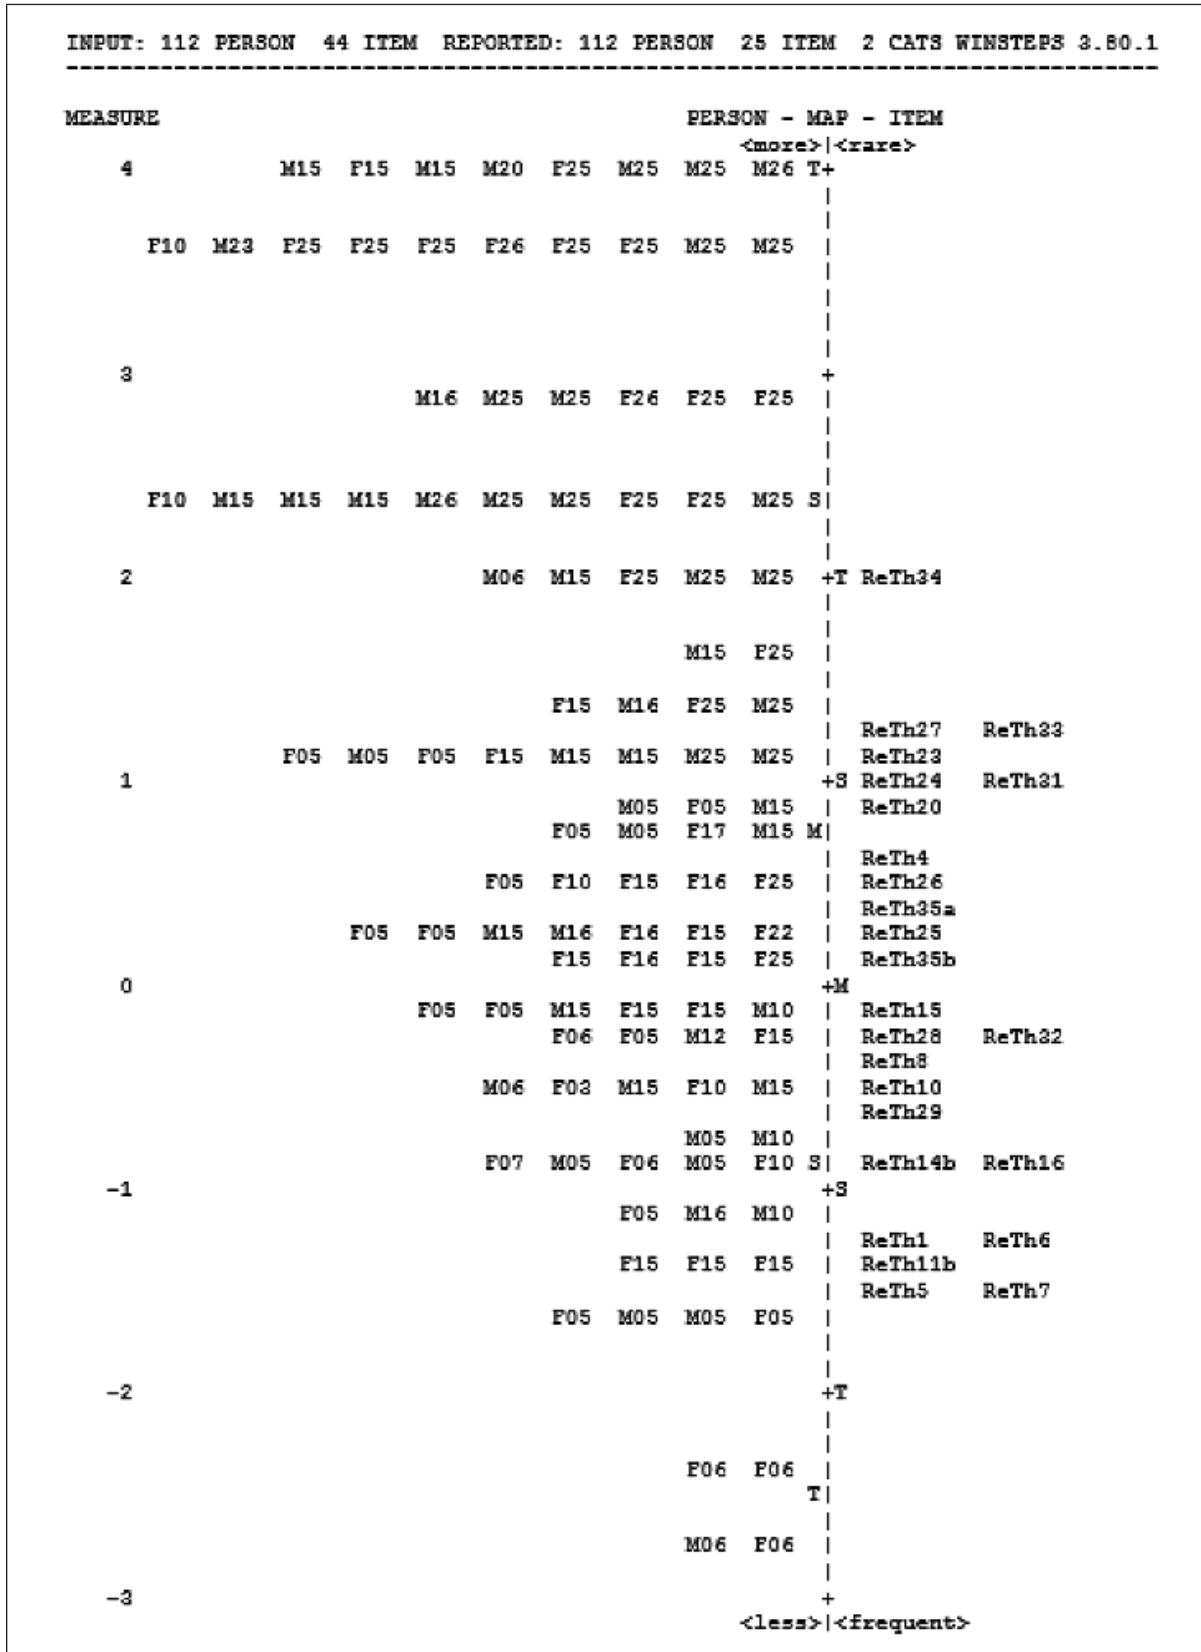 INPUT: 112 PERSON 44 ITEM REPORTED: 112 PERSON 25 ITEM 2 CATS WINSTEPS 3.80.1
--------------------------------------------------------------------------------
MEASURE PERSON - MAP - ITEM
<more>|<rare>
4 M15 F15 M15 M20 F25 M25 M25 M26 T+
|
|
F10 M23 F25 F25 F25 F26 F25 F25 M25 M25 |
|
|
|
|
3 +
M16 M25 M25 F26 F25 F25 |
|
|
|
F10 M15 M15 M15 M26 M25 M25 F25 F25 M25 S|
|
|
2 M06 M15 F25 M25 M25 +T ReTh34
|
|
M15 F25 |
|
F15 M16 F25 M25 |
| ReTh27 ReTh33
F05 M05 F05 F15 M15 M15 M25 M25 | ReTh23
1 +S ReTh24 ReTh31
M05 F05 M15 | ReTh20
F05 M05 F17 M15 M|
| ReTh4
F05 F10 F15 F16 F25 | ReTh26
| ReTh35a
F05 F05 M15 M16 F16 F15 F22 | ReTh25
F15 F16 F15 F25 | ReTh35b
0 +M
F05 F05 M15 F15 F15 M10 | ReTh15
F06 F05 M12 F15 | ReTh28 ReTh32
| ReTh8
M06 F03 M15 F10 M15 | ReTh10
| ReTh29
M05 M10 |
F07 M05 F06 M05 F10 S| ReTh14b ReTh16
-1 +S
F05 M16 M10 |
| ReTh1 ReTh6
F15 F15 F15 | ReTh11b
| ReTh5 ReTh7
F05 M05 M05 F05 |
|
|
-2 +T
|
|
F06 F06 |
T|
|
M06 F06 |
|
-3 +
<less>|<frequent>